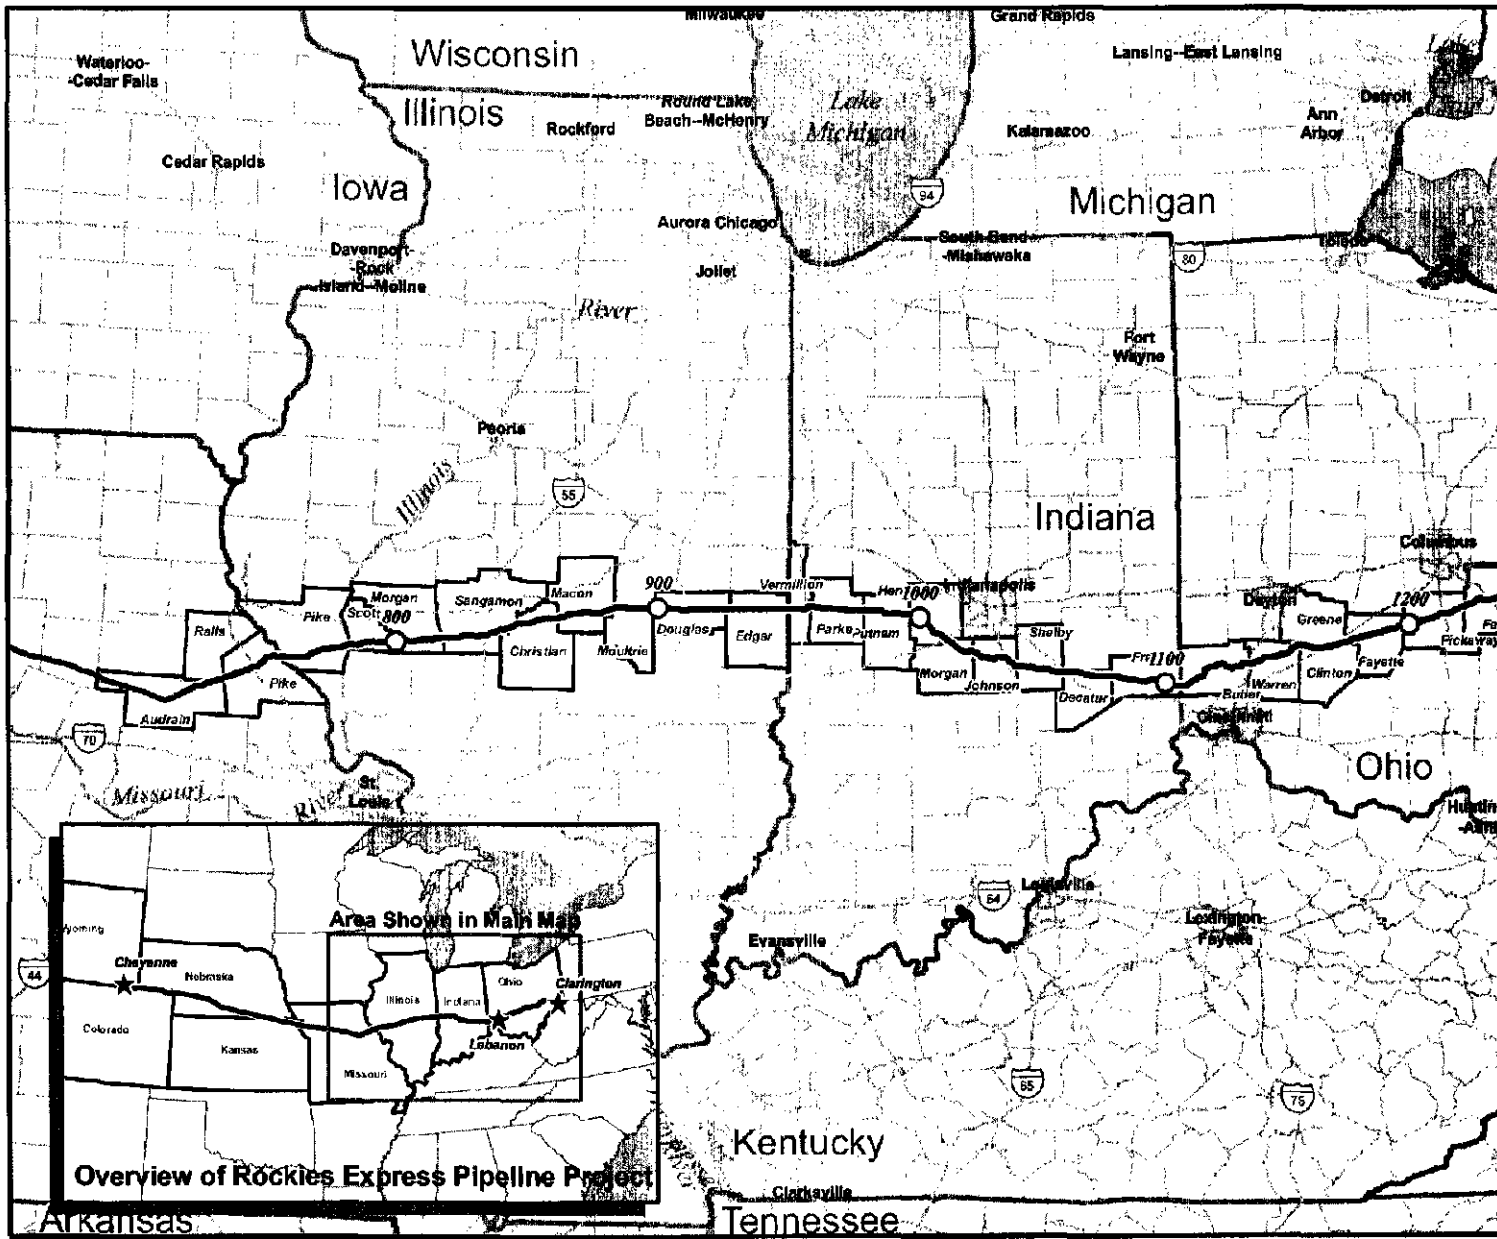 Milwaukee
Grand Rapids
Wisconsin
Lansing--East Lansing
Waterloo-
-Cedar Falls
Illinois
Round Lake
Beach--McHenry
Rockford
Lake
Michigan
Detroit
Ann
Arbor
Kalamazoo
Cedar Rapids
Iowa
94
Michigan
Aurora Chicago
South Bend-
-Mishawaka
Toledo
Davenport-
-Rock
Island--Moline
Joliet
80
River
Fort
Wayne
Peoria
Illinois
55
Indiana
Columbus
900
Vermillion
Indianapolis
1000
Macon
Morgan
Sangamon
Pike
Scott
800
Ralls
Dayton
1200
Greene
Douglas
Edgar
Parke
Putnam
Shelby
Pickaway
Christian
Moultrie
1100
Fayette
Pike
Morgan
Johnson
Decatur
Butler
Warren
Clinton
Audrain
Cincinnati
70
Ohio
Missouri
River
St.
Louis
Area Shown in Main Map
64
Louisville
Lexington-
Fayette
Evansville
Wyoming
44
Cheyenne
Nebraska
Illinois
Indiana
Ohio
Clarington
Colorado
Kansas
Lebanon
Missouri
65
75
Kentucky
Overview of Rockies Express Pipeline Project
Clarksville
Arkansas
Tennessee